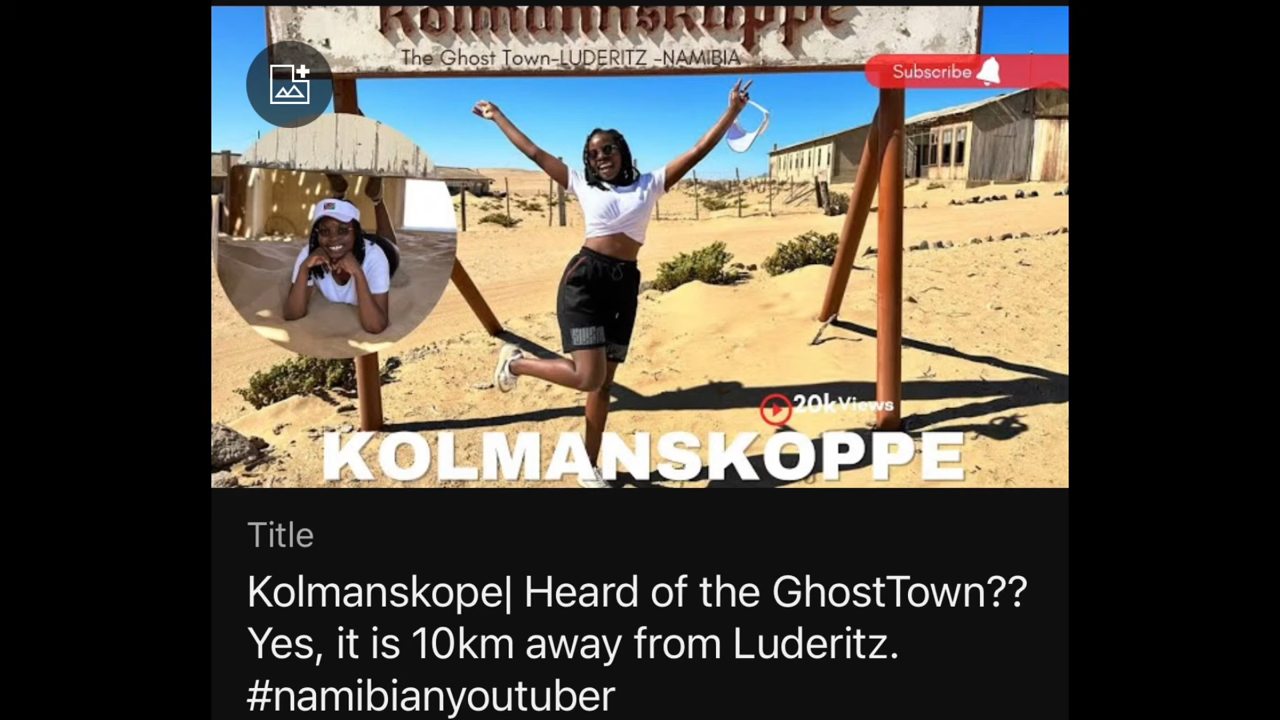 Kolmannskuppe
The Ghost Town-LUDERITZ -NAMIBIA
Subscribe
20k Views
KOLMANSKOPPE
Title
Kolmanskope| Heard of the GhostTown??
Yes, it is 10km away from Luderitz.
#namibianyoutuber